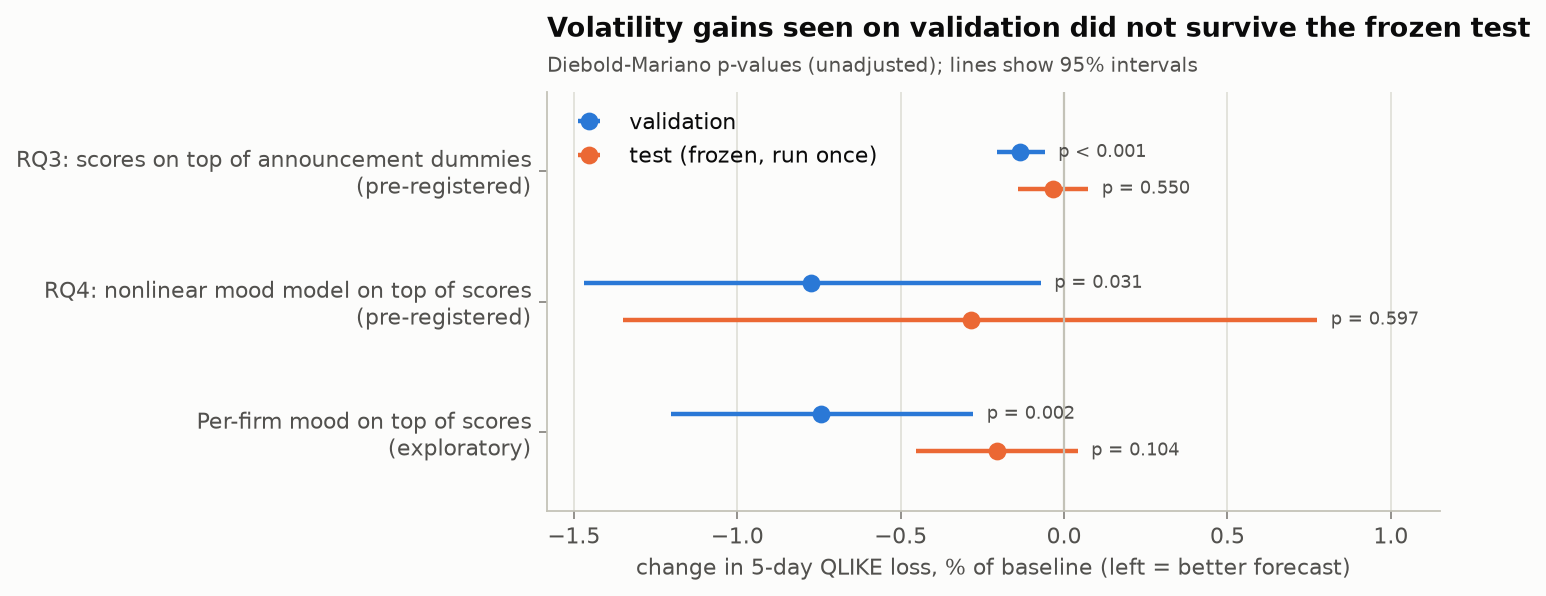 Volatility gains seen on validation did not survive the frozen test
Diebold-Mariano p-values (unadjusted); lines show 95% intervals
validation
test (frozen, run once)
RQ3: scores on top of announcement dummies
(pre-registered)
p < 0.001
p = 0.550
RQ4: nonlinear mood model on top of scores
(pre-registered)
p = 0.031
p = 0.597
Per-firm mood on top of scores
(exploratory)
p = 0.002
p = 0.104
−1.5 −1.0 −0.5 0.0 0.5 1.0
change in 5-day QLIKE loss, % of baseline (left = better forecast)